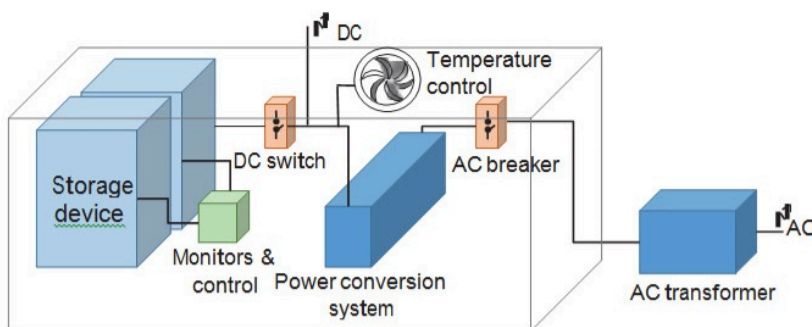 DC
Temperature
control
DC switch
AC breaker
Storage
device
Monitors &
control
Power conversion
system
AC
AC transformer